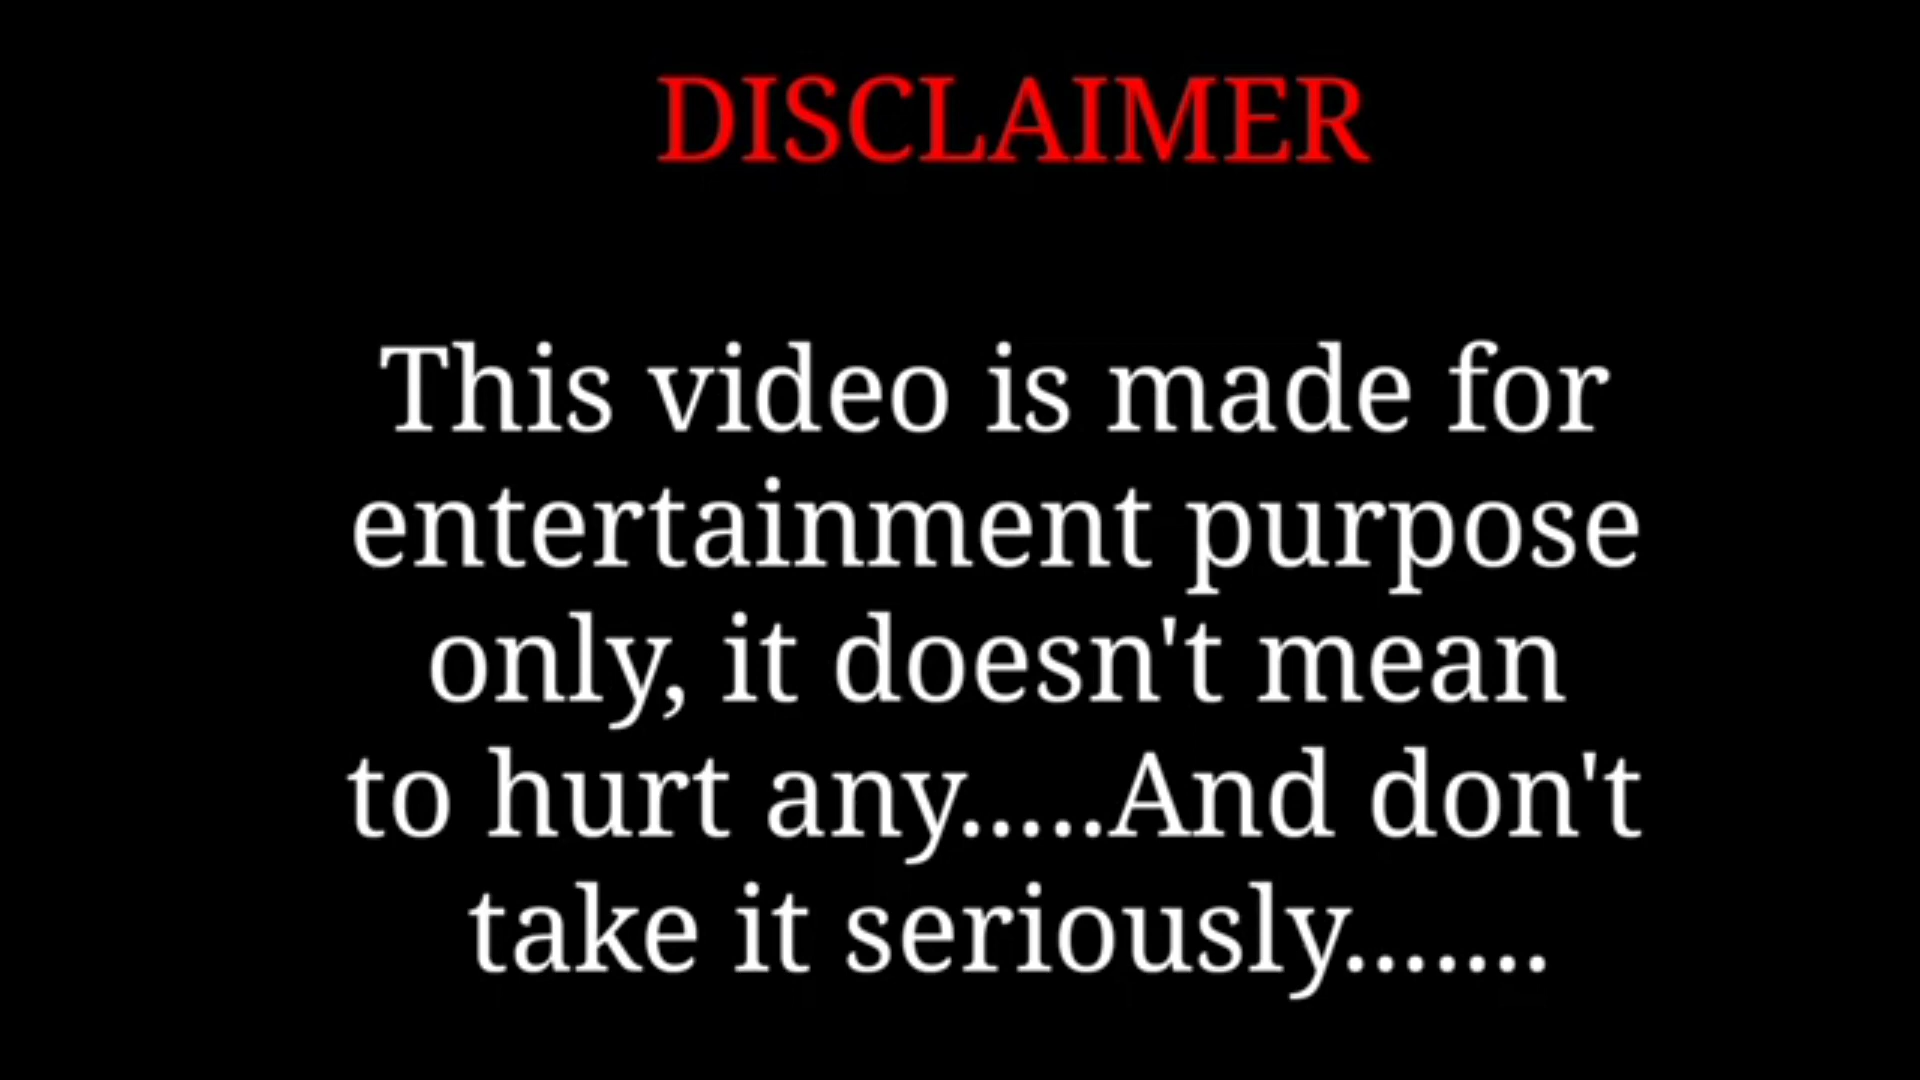 DISCLAIMER
This video is made for
entertainment purpose
only, it doesn't mean
to hurt any.....And don't
take it seriously.......